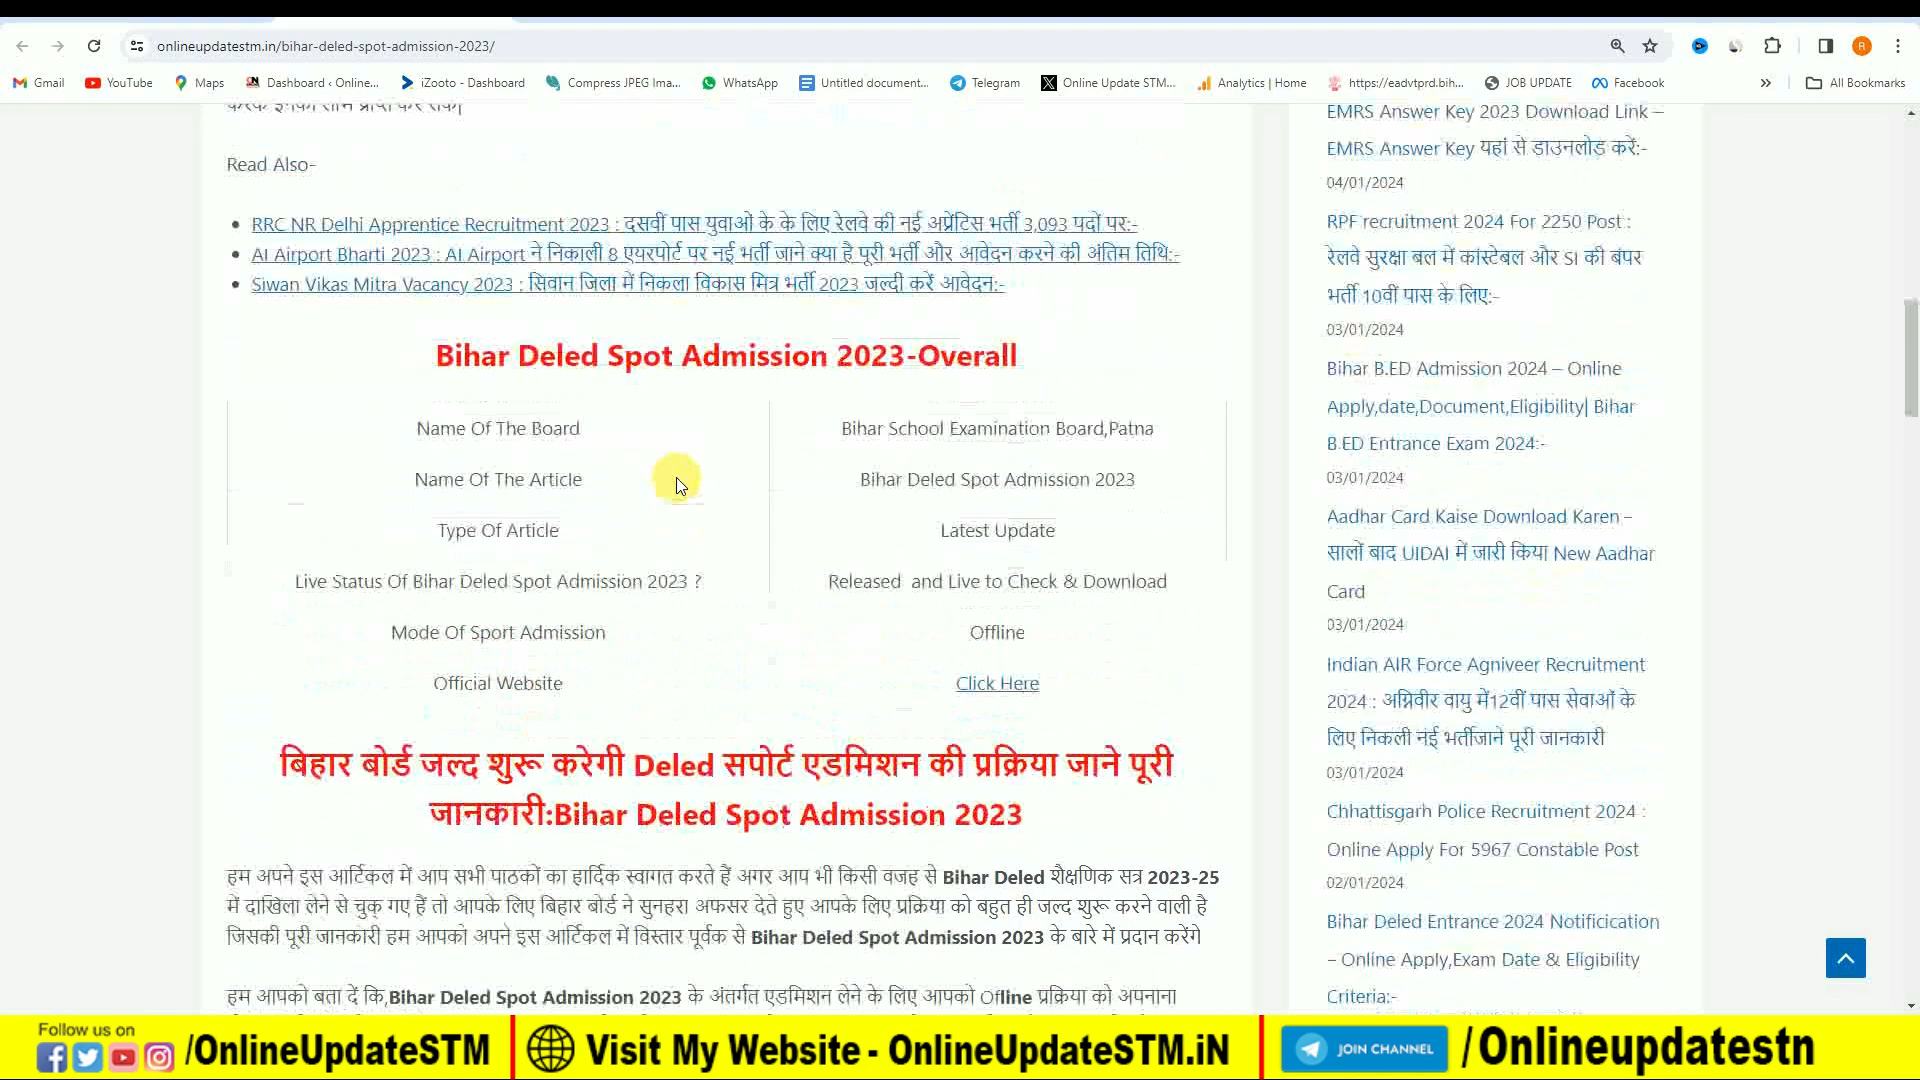 onlineupdatestm.in/bihar-deled-spot-admission-2023/
Gmail YouTube Maps Dashboard ‹ Online... iZooto - Dashboard Compress JPEG Ima... WhatsApp Untitled document... Telegram Online Update STM... Analytics | Home https://eadvtprd.bih... JOB UPDATE Facebook » All Bookmarks
Read Also-
RRC NR Delhi Apprentice Recruitment 2023 : दसवीं पास युवाओं के के लिए रेलवे की नई अप्रेंटिस भर्ती 3,093 पदों पर:-
AI Airport Bharti 2023 : AI Airport ने निकाली 8 एयरपोर्ट पर नई भर्ती जाने क्या है पूरी भर्ती और आवेदन करने की अंतिम तिथि:-
Siwan Vikas Mitra Vacancy 2023 : सिवान जिला में निकला विकास मित्र भर्ती 2023 जल्दी करें आवेदन:-
Bihar Deled Spot Admission 2023-Overall
Name Of The Board Bihar School Examination Board,Patna
Name Of The Article Bihar Deled Spot Admission 2023
Type Of Article Latest Update
Live Status Of Bihar Deled Spot Admission 2023 ? Released and Live to Check & Download
Mode Of Sport Admission Offline
Official Website Click Here
बिहार बोर्ड जल्द शुरू करेगी Deled सपोर्ट एडमिशन की प्रक्रिया जाने पूरी
जानकारी:Bihar Deled Spot Admission 2023
हम अपने इस आर्टिकल में आप सभी पाठकों का हार्दिक स्वागत करते हैं अगर आप भी किसी वजह से Bihar Deled शैक्षणिक सत्र 2023-25
में दाखिला लेने से चुक् गए हैं तो आपके लिए बिहार बोर्ड ने सुनहरा अफसर देते हुए आपके लिए प्रक्रिया को बहुत ही जल्द शुरू करने वाली है
जिसकी पूरी जानकारी हम आपको अपने इस आर्टिकल में विस्तार पूर्वक से Bihar Deled Spot Admission 2023 के बारे में प्रदान करेंगे
हम आपको बता दें कि,Bihar Deled Spot Admission 2023 के अंतर्गत एडमिशन लेने के लिए आपको Ofline प्रक्रिया को अपनाना
EMRS Answer Key 2023 Download Link –
EMRS Answer Key यहां से डाउनलोड करें:-
04/01/2024
RPF recruitment 2024 For 2250 Post :
रेलवे सुरक्षा बल में कांस्टेबल और SI की बंपर
भर्ती 10वीं पास के लिए:-
03/01/2024
Bihar B.ED Admission 2024 – Online
Apply,date,Document,Eligibility| Bihar
B.ED Entrance Exam 2024:-
03/01/2024
Aadhar Card Kaise Download Karen –
सालों बाद UIDAI में जारी किया New Aadhar
Card
03/01/2024
Indian AIR Force Agniveer Recruitment
2024 : अग्निवीर वायु में12वीं पास सेवाओं के
लिए निकली नई भर्तीजाने पूरी जानकारी
03/01/2024
Chhattisgarh Police Recruitment 2024 :
Online Apply For 5967 Constable Post
02/01/2024
Bihar Deled Entrance 2024 Notificication
– Online Apply,Exam Date & Eligibility
Criteria:-
Follow us on
/OnlineUpdateSTM Visit My Website - OnlineUpdateSTM.iN JOIN CHANNEL /Onlineupdatestn